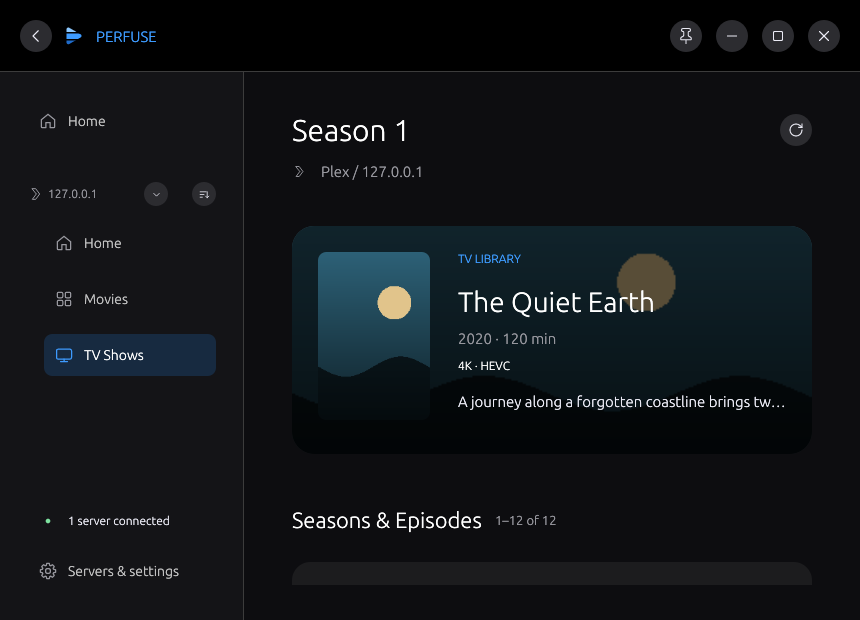 PERFUSE
Home
127.0.0.1
Home
Movies
TV Shows
1 server connected
Servers & settings
Season 1
Plex / 127.0.0.1
TV LIBRARY
The Quiet Earth
2020 · 120 min
4K · HEVC
A journey along a forgotten coastline brings tw…
Seasons & Episodes
1–12 of 12